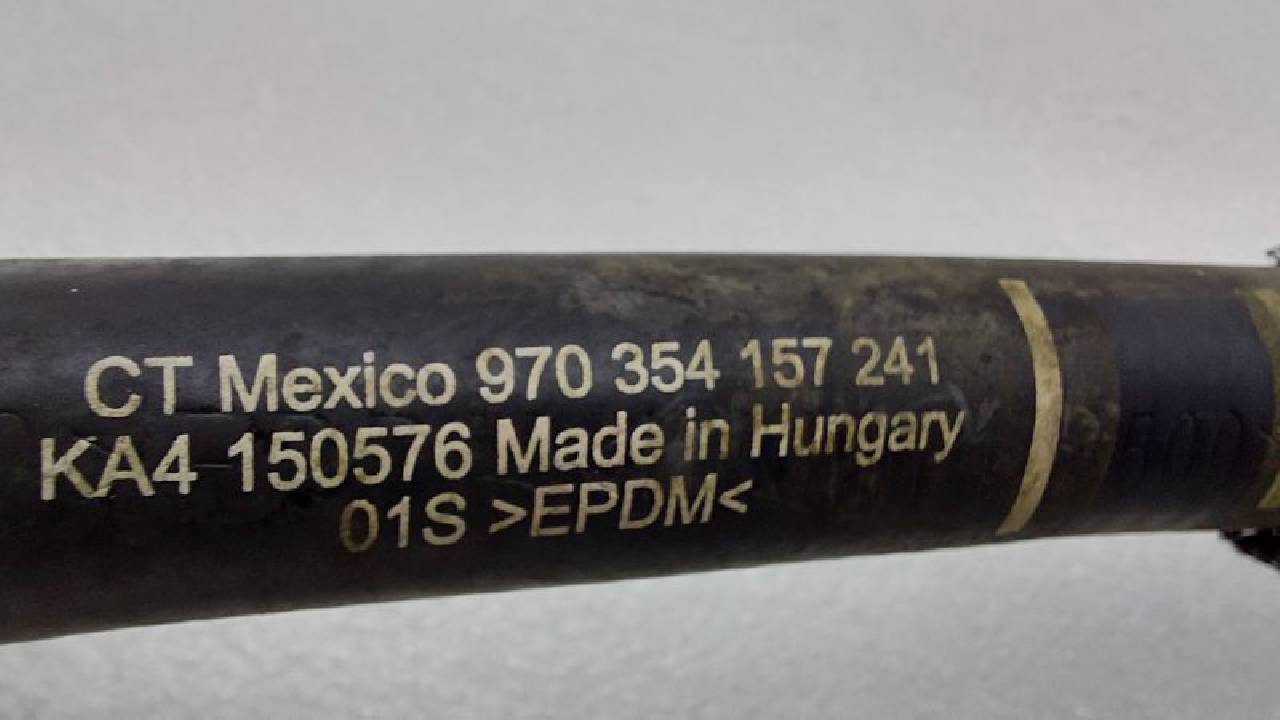 CT Mexico 970 354 157 241
KA4 150576 Made in Hungary
01S >EPDM<